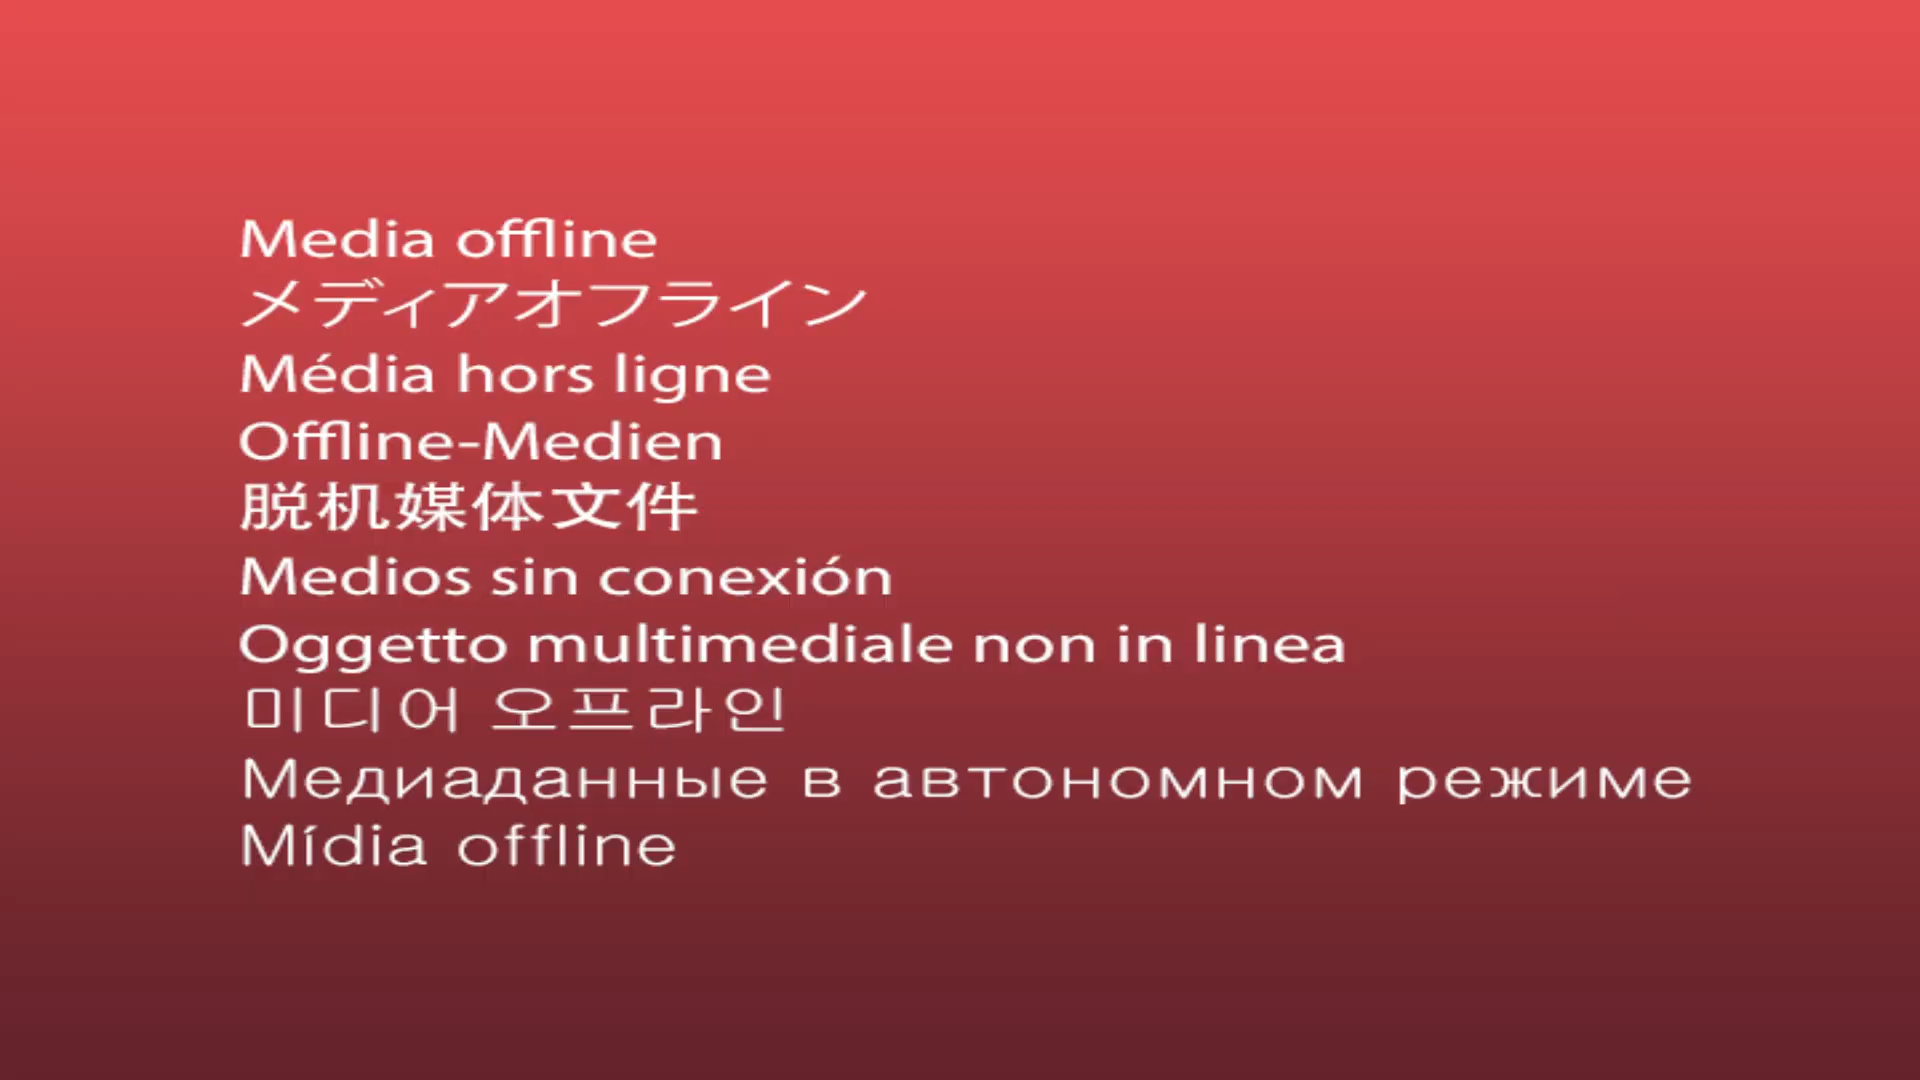 Media offline
メディアオフライン
Média hors ligne
Offline-Medien
脱机媒体文件
Medios sin conexión
Oggetto multimediale non in linea
미디어 오프라인
Медиаданные в автономном режиме
Mídia offline